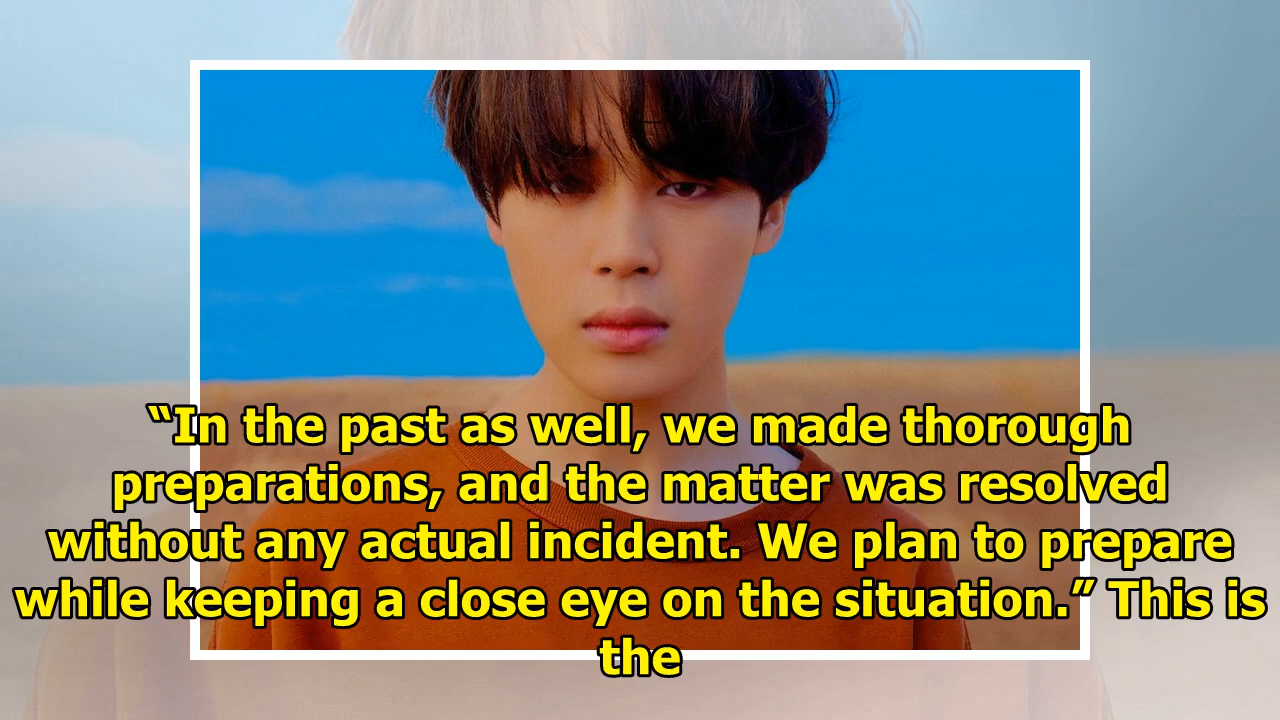 “In the past as well, we made thorough
preparations, and the matter was resolved
without any actual incident. We plan to prepare
while keeping a close eye on the situation.” This is
the